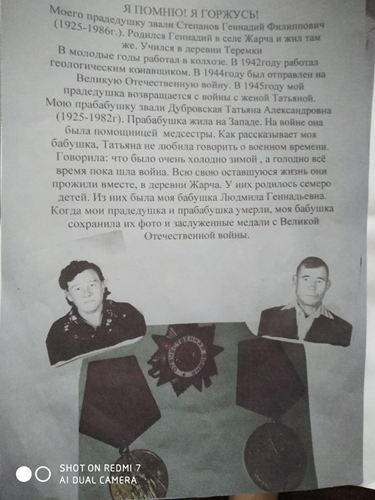 Я ПОМНЮ! Я ГОРЖУСЬ!
Моего прадедушку звали Степанов Геннадий Филиппович
(1925-1986г.). Родился Геннадий в селе Жарча и жил там
же. Учился в деревни Теремки
В молодые годы работал в колхозе. В 1942году работал
геологическим конавщиком. В 1944году был отправлен на
Великую Отечественную войну. В 1945году мой
прадедушка возвращается с войны с женой Татьяной.
Мою прабабушку звали Дубровская Татьяна Александровна
(1925-1982г). Прабабушка жила на Западе. На войне она
была помощницей медсестры. Как рассказывает моя
бабушка, Татьяна не любила говорить о военном времени.
Говорила: что было очень холодно зимой , а голодно всё
время пока шла война. Всю свою оставшуюся жизнь они
прожили вместе, в деревни Жарча. У них родилось семеро
детей. Из них была моя бабушка Людмила Геннадьевна.
Когда мои прадедушка и прабабушка умерли, моя бабушка
сохранила их фото и заслуженные медали с Великой
Отечественной войны.
SHOT ON REDMI 7
AI DUAL CAMERA